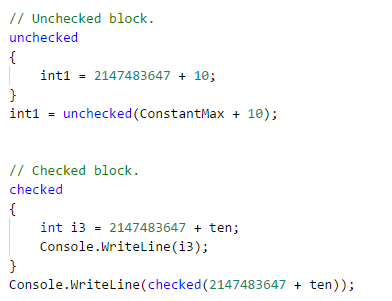 // Unchecked block.
unchecked
{
    int1 = 2147483647 + 10;
}
int1 = unchecked(ConstantMax + 10);
// Checked block.
checked
{
    int i3 = 2147483647 + ten;
    Console.WriteLine(i3);
}
Console.WriteLine(checked(2147483647 + ten));